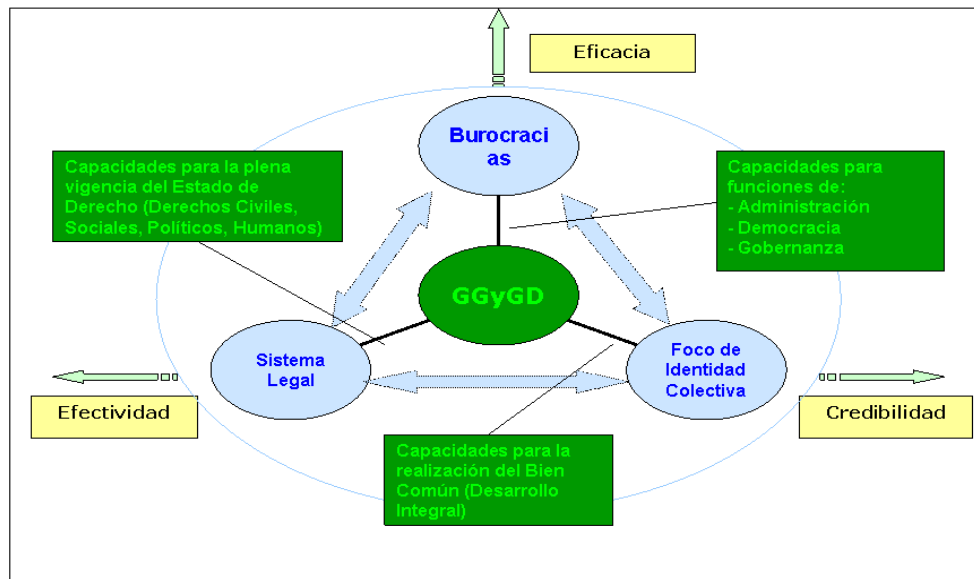 Eficacia
Burocraci
as
Capacidades para la plena
vigencia del Estado de
Derecho (Derechos Civiles,
Sociales, Políticos, Humanos)
Capacidades para
funciones de:
- Administración
- Democracia
- Gobernanza
GGyGD
Sistema
Legal
Foco de
Identidad
Colectiva
Efectividad
Credibilidad
Capacidades para la
realización del Bien
Común (Desarrollo
Integral)